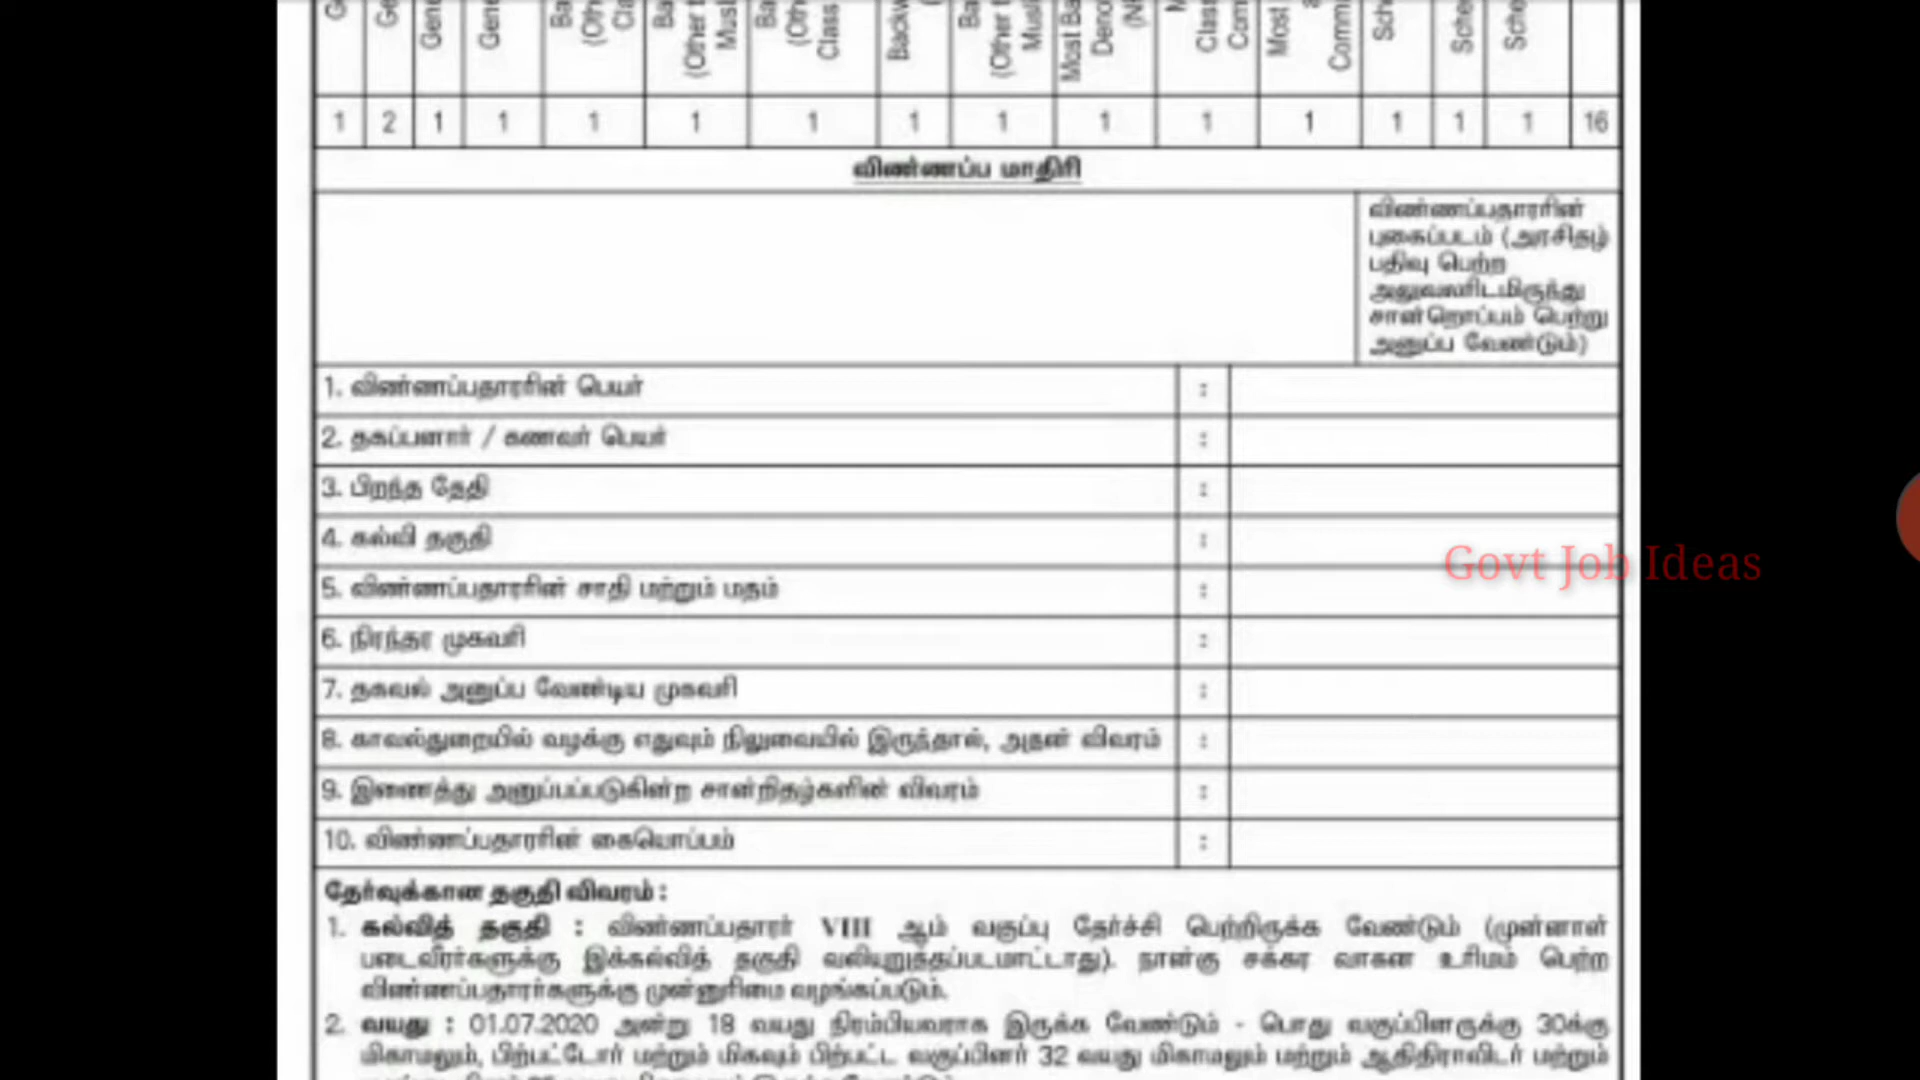 1 2 1 1 1 1 1 1 1 1 1 1 1 1 1 16
விண்ணப்ப மாதிரி
விண்ணப்பதாரரின்
புகைப்படம் (அரசிதழ்
பதிவு பெற்ற
அலுவலரிடமிருந்து
சான்றொப்பம் பெற்று
அனுப்ப வேண்டும்)
1. விண்ணப்பதாரரின் பெயர் :
2. தகப்பனார் / கணவர் பெயர் :
3. பிறந்த தேதி :
4. கல்வி தகுதி :
Govt Job Ideas
5. விண்ணப்பதாரரின் சாதி மற்றும் மதம் :
6. நிரந்தர முகவரி :
7. தகவல் அனுப்ப வேண்டிய முகவரி :
8. காவல்துறையில் வழக்கு எதுவும் நிலுவையில் இருந்தால், அதன் விவரம் :
9. இணைத்து அனுப்பப்படுகின்ற சான்றிதழ்களின் விவரம் :
10. விண்ணப்பதாரரின் கையொப்பம் :
தேர்வுக்கான தகுதி விவரம் :
1. கல்வித் தகுதி : விண்ணப்பதாரர் VIII ஆம் வகுப்பு தேர்ச்சி பெற்றிருக்க வேண்டும் (முன்னாள்
படைவீரர்களுக்கு இக்கல்வித் தகுதி வலியுறுத்தப்படமாட்டாது). நான்கு சக்கர வாகன உரிமம் பெற்ற
விண்ணப்பதாரர்களுக்கு முன்னுரிமை வழங்கப்படும்.
2. வயது : 01.07.2020 அன்று 18 வயது நிரம்பியவராக இருக்க வேண்டும் - பொது வகுப்பினருக்கு 30க்கு
மிகாமலும், பிற்பட்டோர் மற்றும் மிகவும் பிற்பட்ட வகுப்பினர் 32 வயது மிகாமலும் மற்றும் ஆதிதிராவிடர் மற்றும்